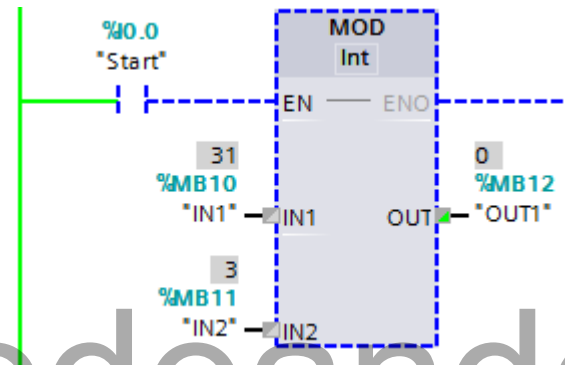 %I0.0
"Start"
MOD
Int
EN
ENO
31
%MB10
"IN1"
IN1
0
%MB12
"OUT1"
OUT
3
%MB11
"IN2"
IN2